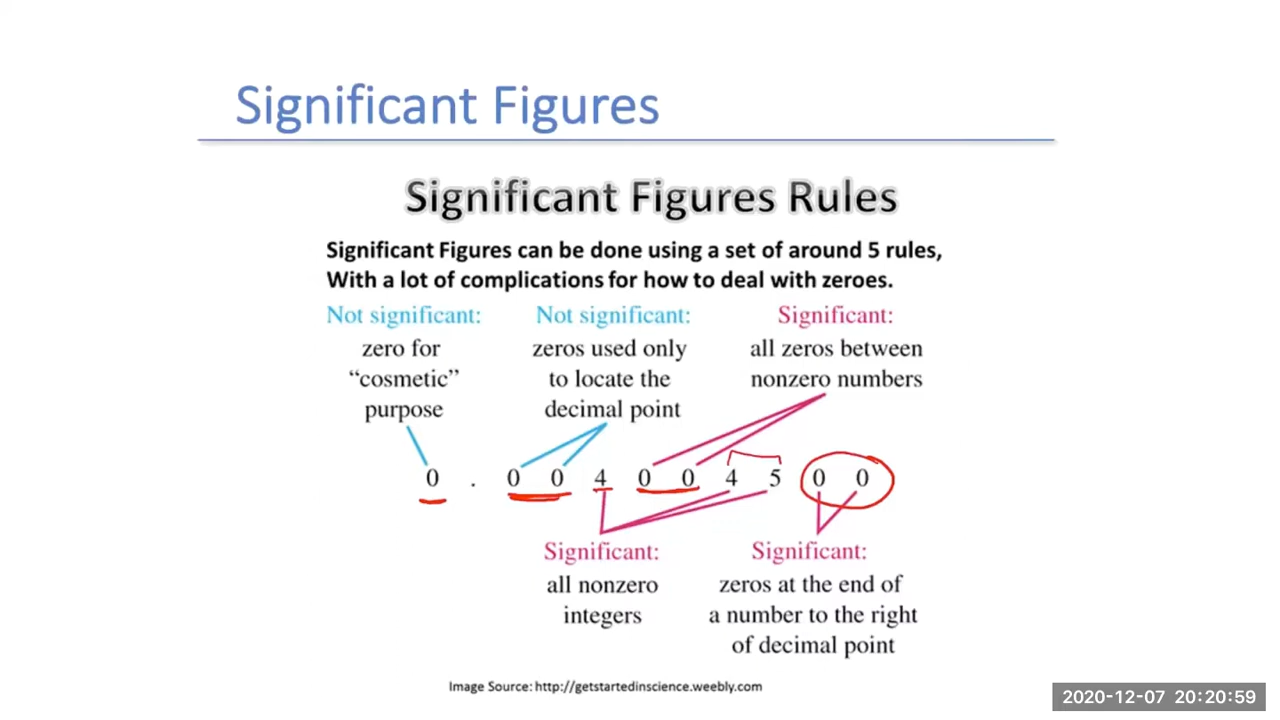 Significant Figures
Significant Figures Rules
Significant Figures can be done using a set of around 5 rules,
With a lot of complications for how to deal with zeroes.
Not significant:
zero for
“cosmetic”
purpose
Not significant:
zeros used only
to locate the
decimal point
Significant:
all zeros between
nonzero numbers
0 . 0 0 4 0 0 4 5 0 0
Significant:
all nonzero
integers
Significant:
zeros at the end of
a number to the right
of decimal point
Image Source: http://getstartedinscience.weebly.com
2020-12-07 20:20:59